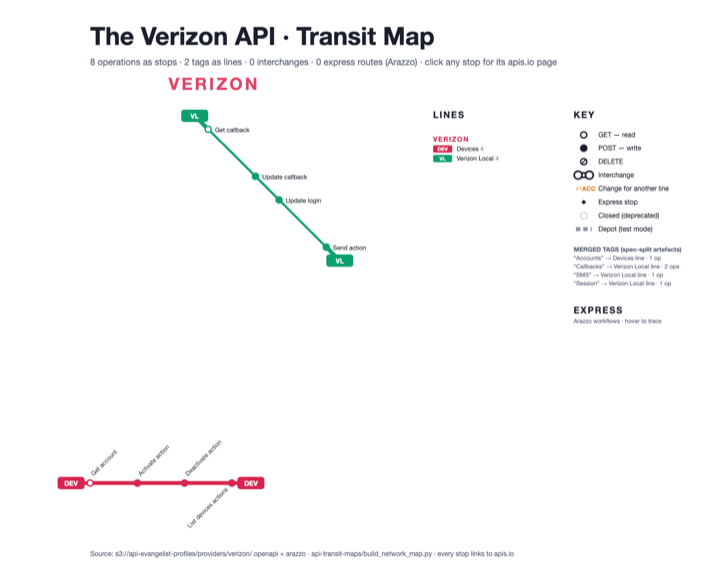 The Verizon API · Transit Map
8 operations as stops · 2 tags as lines · 0 interchanges · 0 express routes (Arazzo) · click any stop for its apis.io page
VERIZON
VL
Get callback
Update callback
Update login
Send action
VL
LINES
VERIZON
DEV Devices 4
VL Verizon Local 4
KEY
GET — read
POST — write
DELETE
Interchange
Change for another line
Express stop
Closed (deprecated)
Depot (test mode)
MERGED TAGS (spec-split artefacts)
"Accounts" → Devices line · 1 op
"Callbacks" → Verizon Local line · 2 ops
"SMS" → Verizon Local line · 1 op
"Session" → Verizon Local line · 1 op
EXPRESS
Arazzo workflows · hover to trace
DEV
Get account
Activate action
Deactivate action
List devices actions
DEV
Source: s3://api-evangelist-profiles/providers/verizon/ openapi + arazzo · api-transit-maps/build_network_map.py · every stop links to apis.io